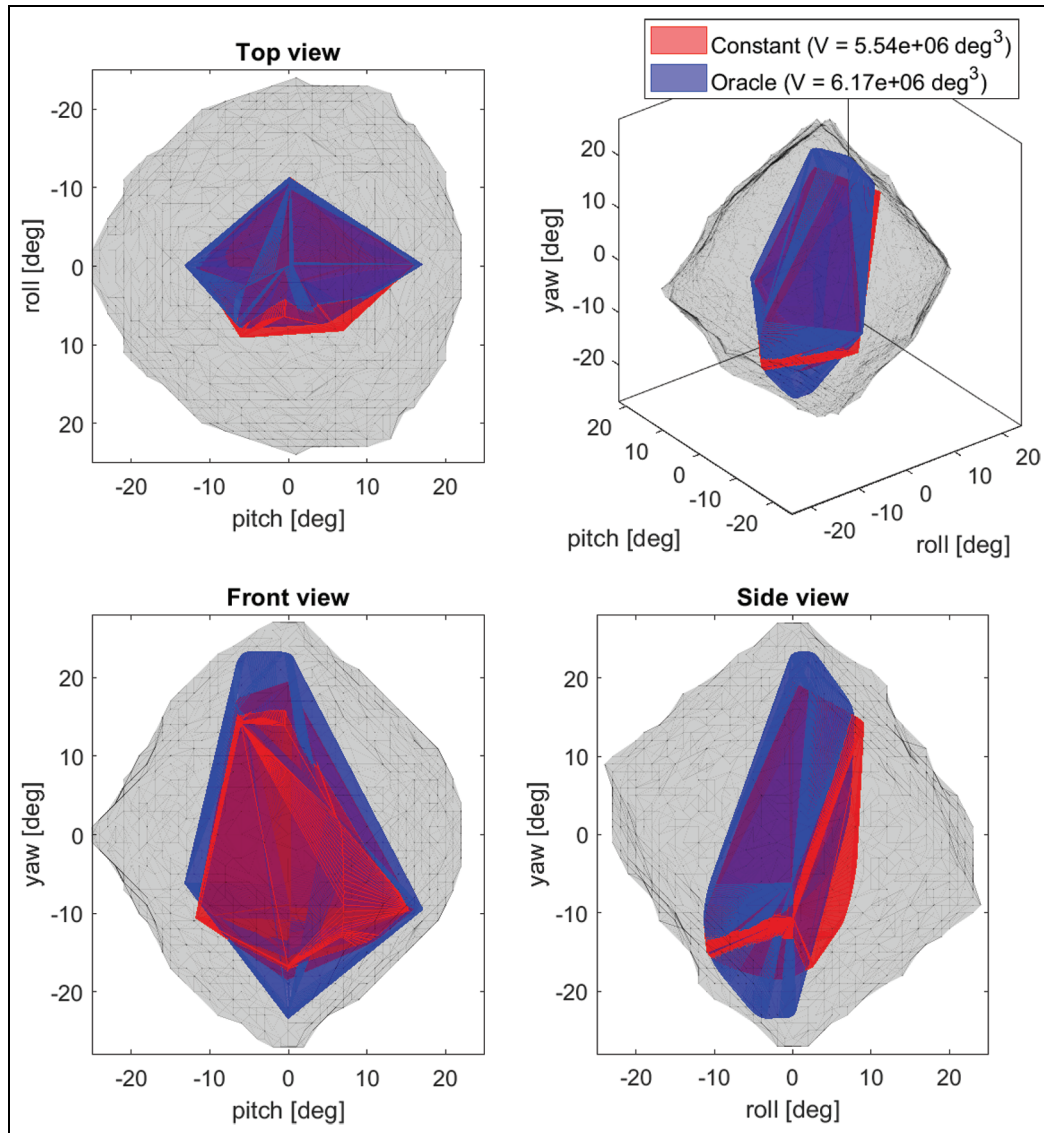 Top view
-20
-10
0
10
20
roll [deg]
-20 -10 0 10 20
pitch [deg]
Constant (V = 5.54e+06 deg³)
Oracle (V = 6.17e+06 deg³)
20
10
0
-10
-20
yaw [deg]
20
10
0
-10
-20
pitch [deg]
-20
-10
0
10
20
roll [deg]
Front view
20
10
0
-10
-20
yaw [deg]
-20 -10 0 10 20
pitch [deg]
Side view
20
10
0
-10
-20
yaw [deg]
-20 -10 0 10 20
roll [deg]